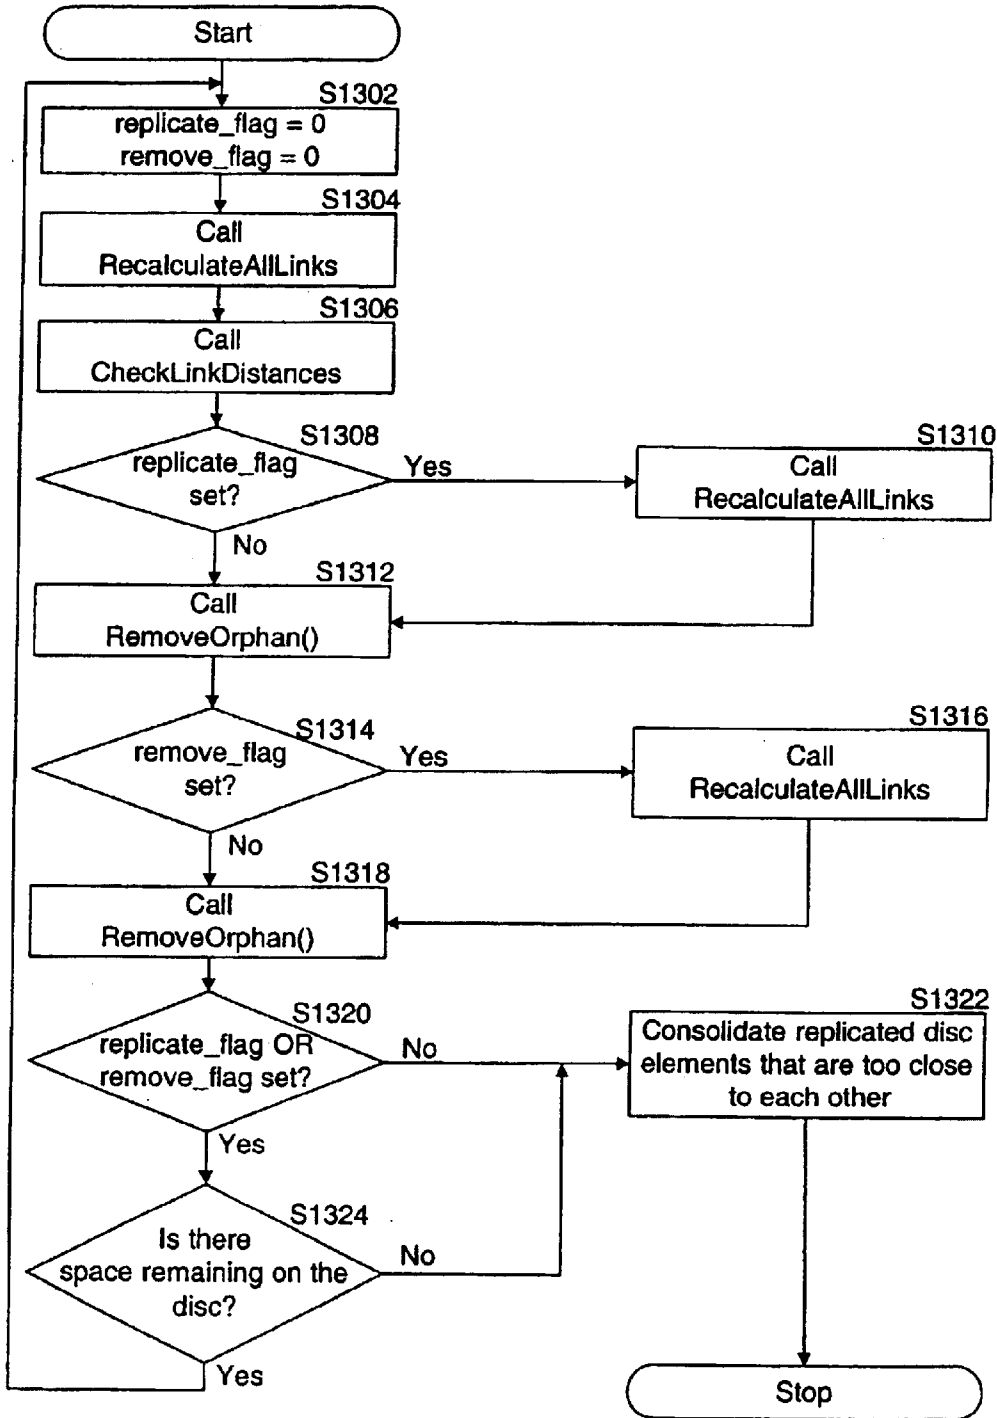 Start
S1302
replicate_flag = 0
remove_flag = 0
S1304
Call
RecalculateAllLinks
S1306
Call
CheckLinkDistances
S1308
replicate_flag
set?
Yes
No
S1310
Call
RecalculateAllLinks
S1312
Call
RemoveOrphan()
S1314
remove_flag
set?
Yes
No
S1316
Call
RecalculateAllLinks
S1318
Call
RemoveOrphan()
S1320
replicate_flag OR
remove_flag set?
No
Yes
S1322
Consolidate replicated disc
elements that are too close
to each other
S1324
Is there
space remaining on the
disc?
No
Yes
Stop